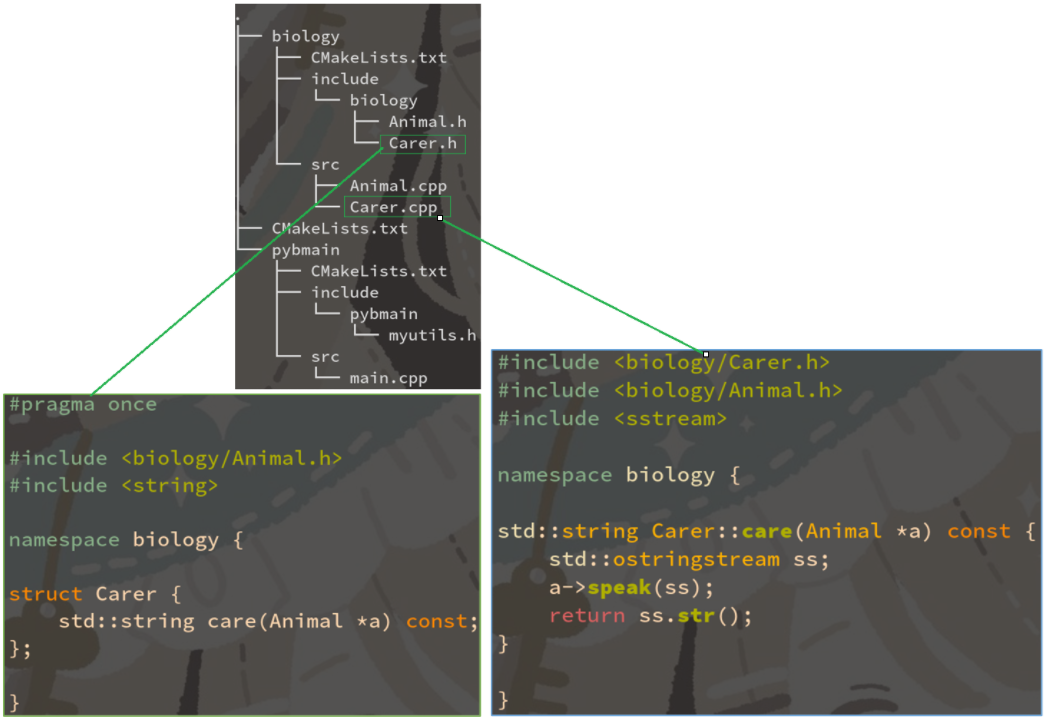 .
├── biology
│   ├── CMakeLists.txt
│   ├── include
│   │   └── biology
│   │       ├── Animal.h
│   │       └── Carer.h
│   └── src
│       ├── Animal.cpp
│       └── Carer.cpp
├── CMakeLists.txt
└── pybmain
    ├── CMakeLists.txt
    ├── include
    │   └── pybmain
    │       └── myutils.h
    └── src
        └── main.cpp
#pragma once
#include <biology/Animal.h>
#include <string>
namespace biology {
struct Carer {
    std::string care(Animal *a) const;
};
}
#include <biology/Carer.h>
#include <biology/Animal.h>
#include <sstream>
namespace biology {
std::string Carer::care(Animal *a) const {
    std::ostringstream ss;
    a->speak(ss);
    return ss.str();
}
}